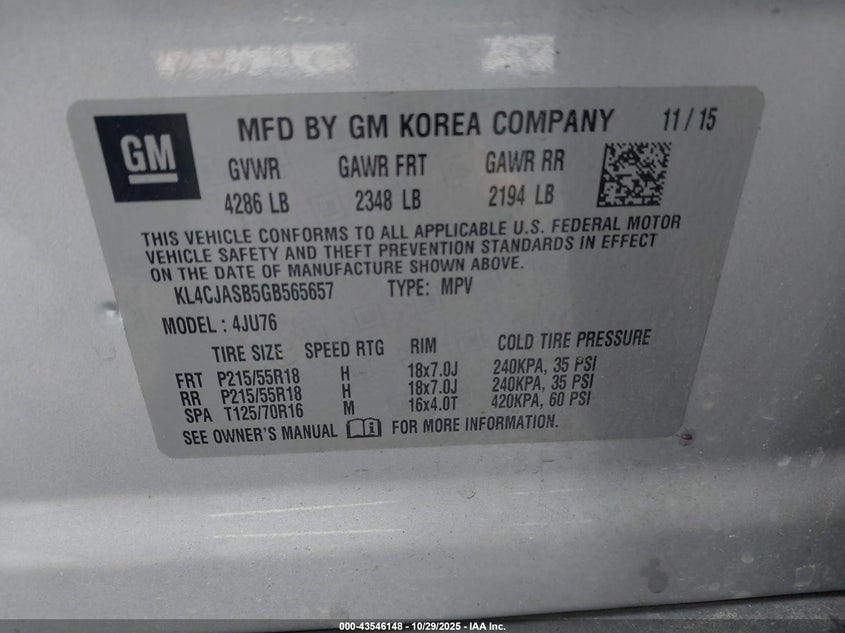 GM
MFD BY GM KOREA COMPANY 11 / 15
GVWR GAWR FRT GAWR RR
4286 LB 2348 LB 2194 LB
THIS VEHICLE CONFORMS TO ALL APPLICABLE U.S. FEDERAL MOTOR
VEHICLE SAFETY AND THEFT PREVENTION STANDARDS IN EFFECT
ON THE DATE OF MANUFACTURE SHOWN ABOVE.
KL4CJASB5GB565657 TYPE: MPV
MODEL : 4JU76
TIRE SIZE SPEED RTG RIM COLD TIRE PRESSURE
FRT P215/55R18 H 18x7.0J 240KPA, 35 PSI
RR P215/55R18 H 18x7.0J 240KPA, 35 PSI
SPA T125/70R16 M 16x4.0T 420KPA, 60 PSI
SEE OWNER'S MANUAL FOR MORE INFORMATION.
000-43546148 - 10/29/2025 - IAA Inc.